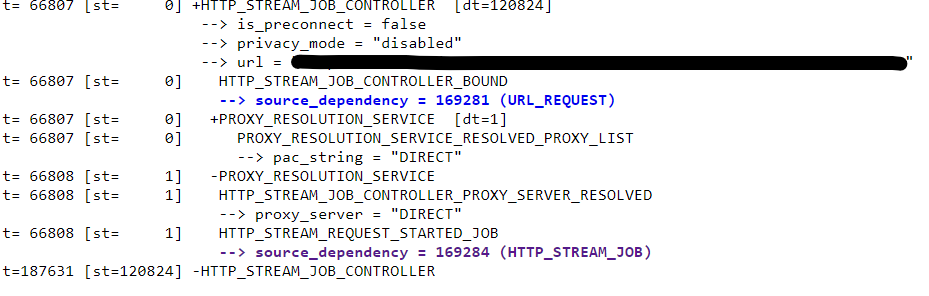 t= 66807 [st=     0] +HTTP_STREAM_JOB_CONTROLLER  [dt=120824]
--> is_preconnect = false
--> privacy_mode = "disabled"
--> url = "
t= 66807 [st=     0]    HTTP_STREAM_JOB_CONTROLLER_BOUND
--> source_dependency = 169281 (URL_REQUEST)
t= 66807 [st=     0]   +PROXY_RESOLUTION_SERVICE  [dt=1]
t= 66807 [st=     0]      PROXY_RESOLUTION_SERVICE_RESOLVED_PROXY_LIST
--> pac_string = "DIRECT"
t= 66808 [st=     1]   -PROXY_RESOLUTION_SERVICE
t= 66808 [st=     1]    HTTP_STREAM_JOB_CONTROLLER_PROXY_SERVER_RESOLVED
--> proxy_server = "DIRECT"
t= 66808 [st=     1]    HTTP_STREAM_REQUEST_STARTED_JOB
--> source_dependency = 169284 (HTTP_STREAM_JOB)
t=187631 [st=120824] -HTTP_STREAM_JOB_CONTROLLER